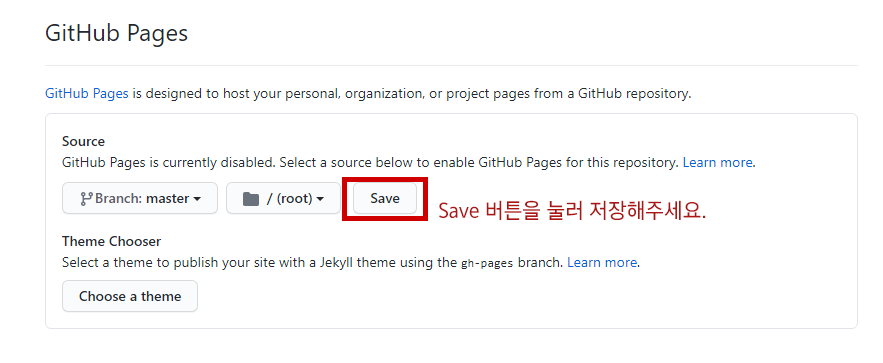 GitHub Pages
GitHub Pages is designed to host your personal, organization, or project pages from a GitHub repository.
Source
GitHub Pages is currently disabled. Select a source below to enable GitHub Pages for this repository. Learn more.
Branch: master / (root) Save Save 버튼을 눌러 저장해주세요.
Theme Chooser
Select a theme to publish your site with a Jekyll theme using the gh-pages branch. Learn more.
Choose a theme